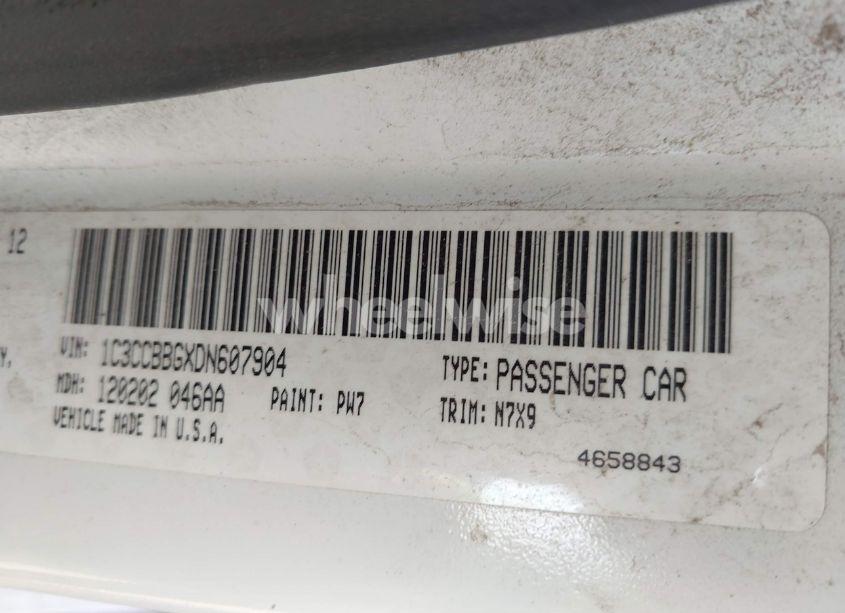 12
Y,
VIN: 1C3CCBBGXDN607904
MDH: 120202 046AA
PAINT: PW7
VEHICLE MADE IN U.S.A.
TYPE: PASSENGER CAR
TRIM: N7X9
4658843
wheelwise